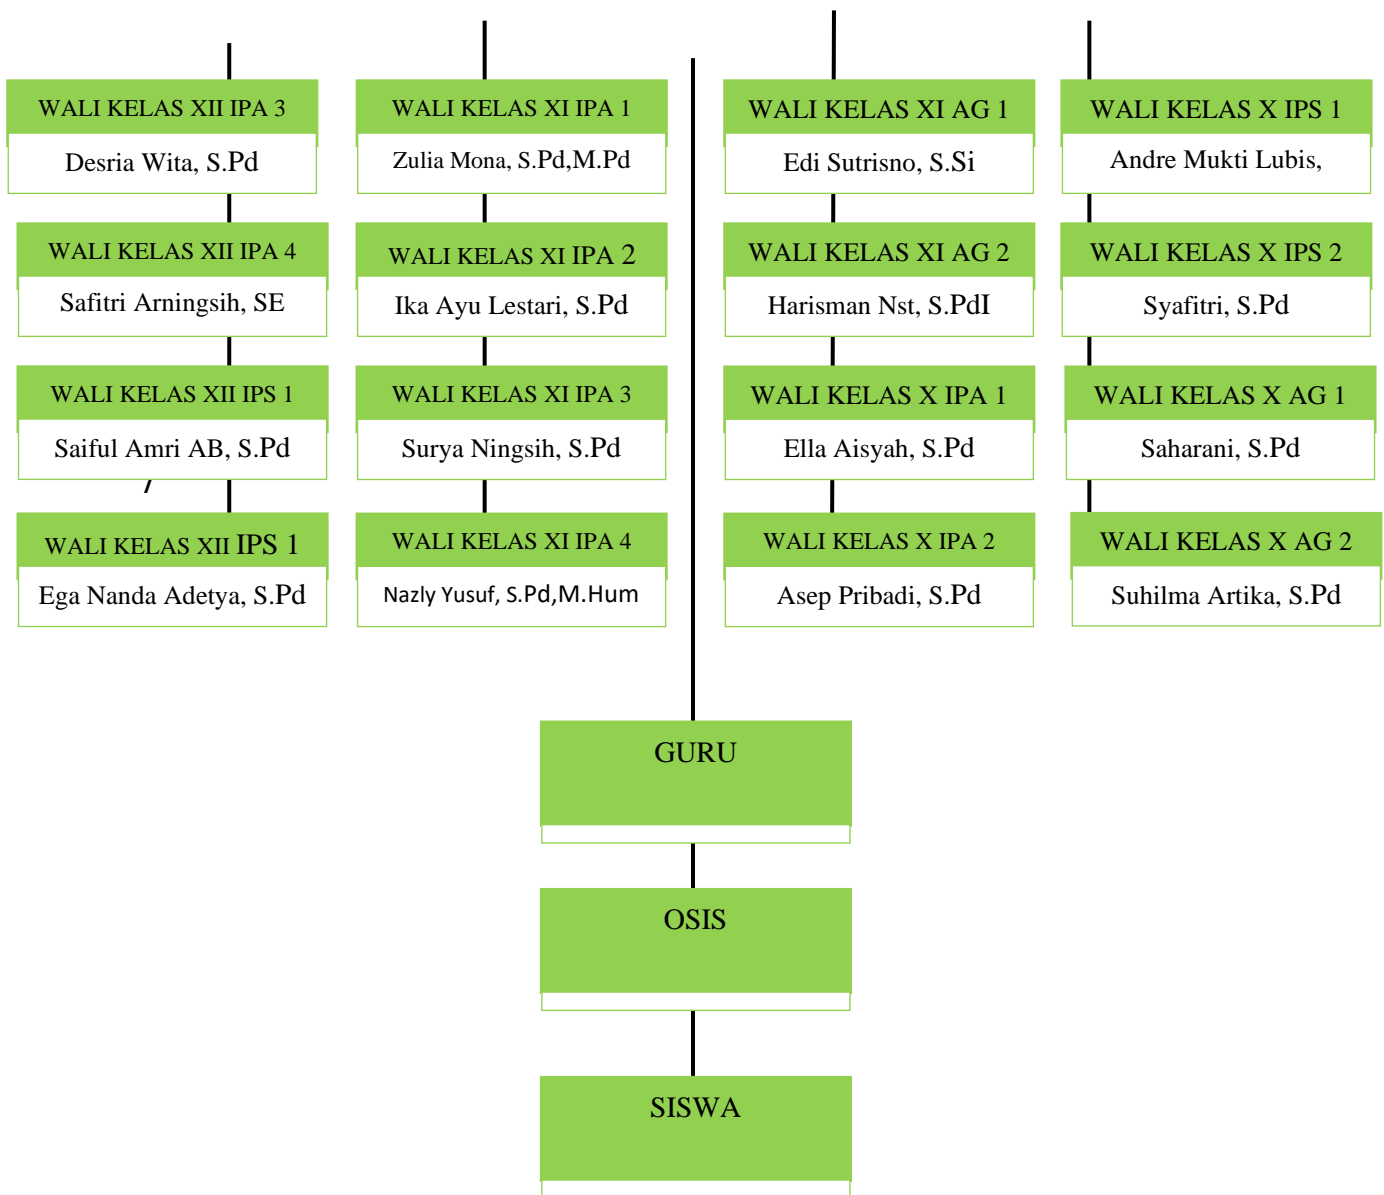 WALI KELAS XII IPA 3
Desria Wita, S.Pd
WALI KELAS XI IPA 1
Zulia Mona, S.Pd,M.Pd
WALI KELAS XI AG 1
Edi Sutrisno, S.Si
WALI KELAS X IPS 1
Andre Mukti Lubis,
WALI KELAS XII IPA 4
Safitri Arningsih, SE
WALI KELAS XI IPA 2
Ika Ayu Lestari, S.Pd
WALI KELAS XI AG 2
Harisman Nst, S.PdI
WALI KELAS X IPS 2
Syafitri, S.Pd
WALI KELAS XII IPS 1
Saiful Amri AB, S.Pd
WALI KELAS XI IPA 3
Surya Ningsih, S.Pd
WALI KELAS X IPA 1
Ella Aisyah, S.Pd
WALI KELAS X AG 1
Saharani, S.Pd
WALI KELAS XII IPS 1
Ega Nanda Adetya, S.Pd
WALI KELAS XI IPA 4
Nazly Yusuf, S.Pd,M.Hum
WALI KELAS X IPA 2
Asep Pribadi, S.Pd
WALI KELAS X AG 2
Suhilma Artika, S.Pd
GURU
OSIS
SISWA